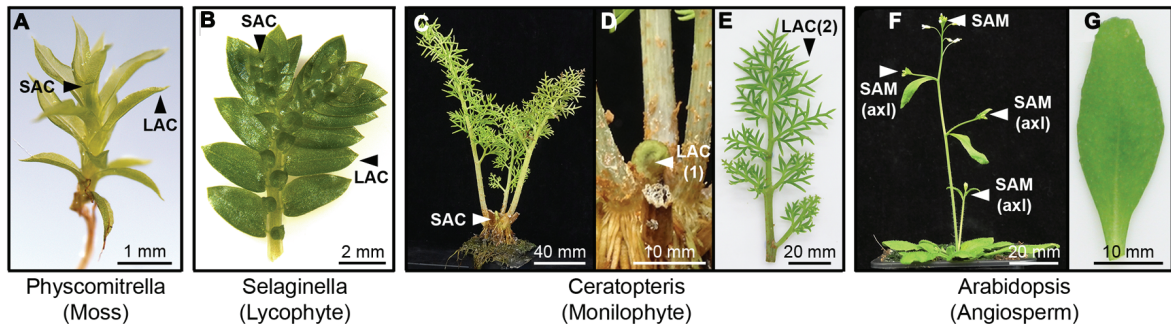 A
SAC
LAC
1 mm
Physcomitrella
(Moss)
B
SAC
LAC
2 mm
Selaginella
(Lycophyte)
C
SAC
40 mm
D
LAC
(1)
10 mm
E
LAC(2)
20 mm
Ceratopteris
(Monilophyte)
F
SAM
SAM
(axl)
SAM
(axl)
SAM
(axl)
20 mm
G
10 mm
Arabidopsis
(Angiosperm)